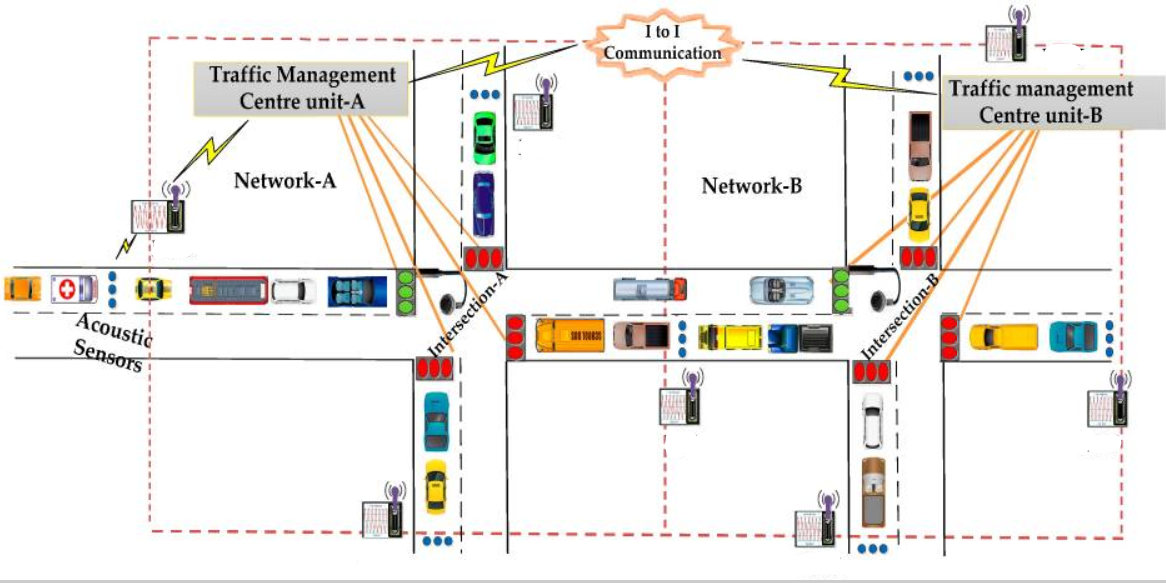 I to I
Communication
Traffic Management
Centre unit-A
Traffic management
Centre unit-B
Network-A
Network-B
Intersection-A
Intersection-B
Acoustic
Sensors